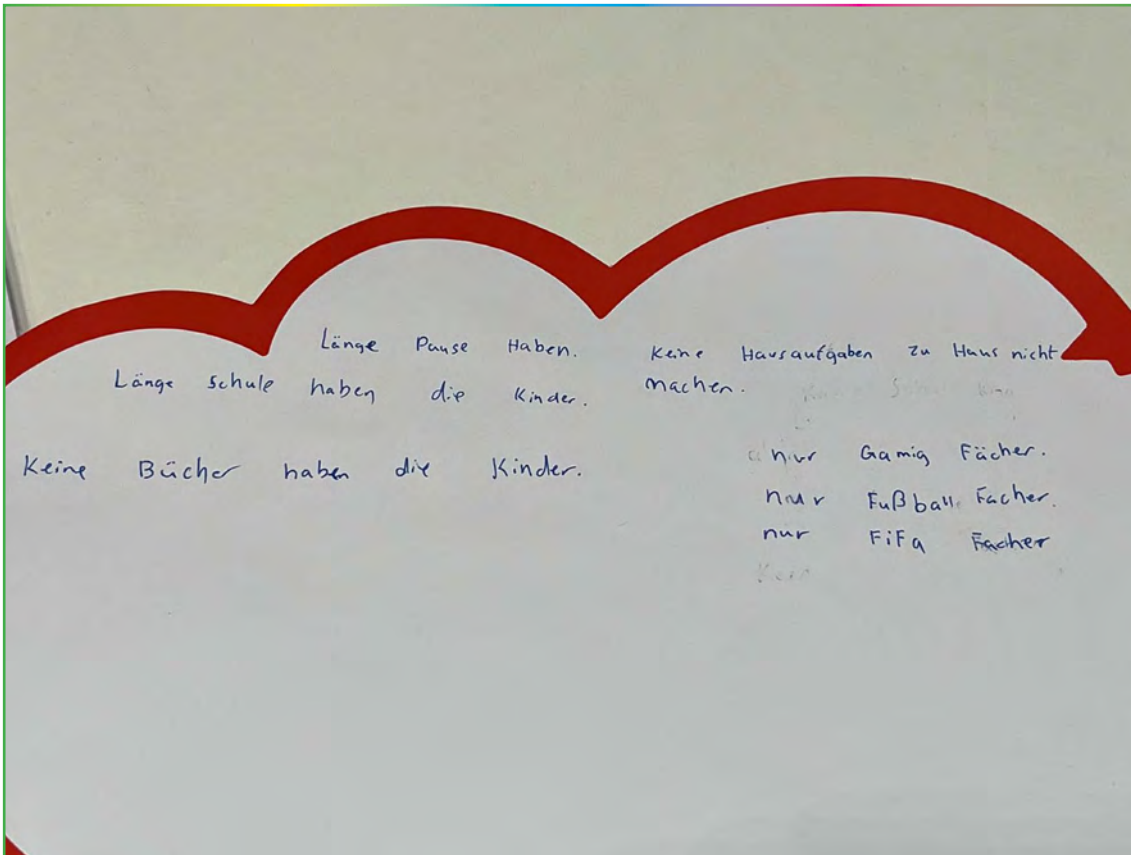 Länge Pause Haben.
Länge Schule haben die Kinder.
Keine Bücher haben die Kinder.
Keine Hausaufgaben zu Haus nicht
machen.
nur Gamig Fächer.
nur Fußball Facher.
nur FiFa Facher